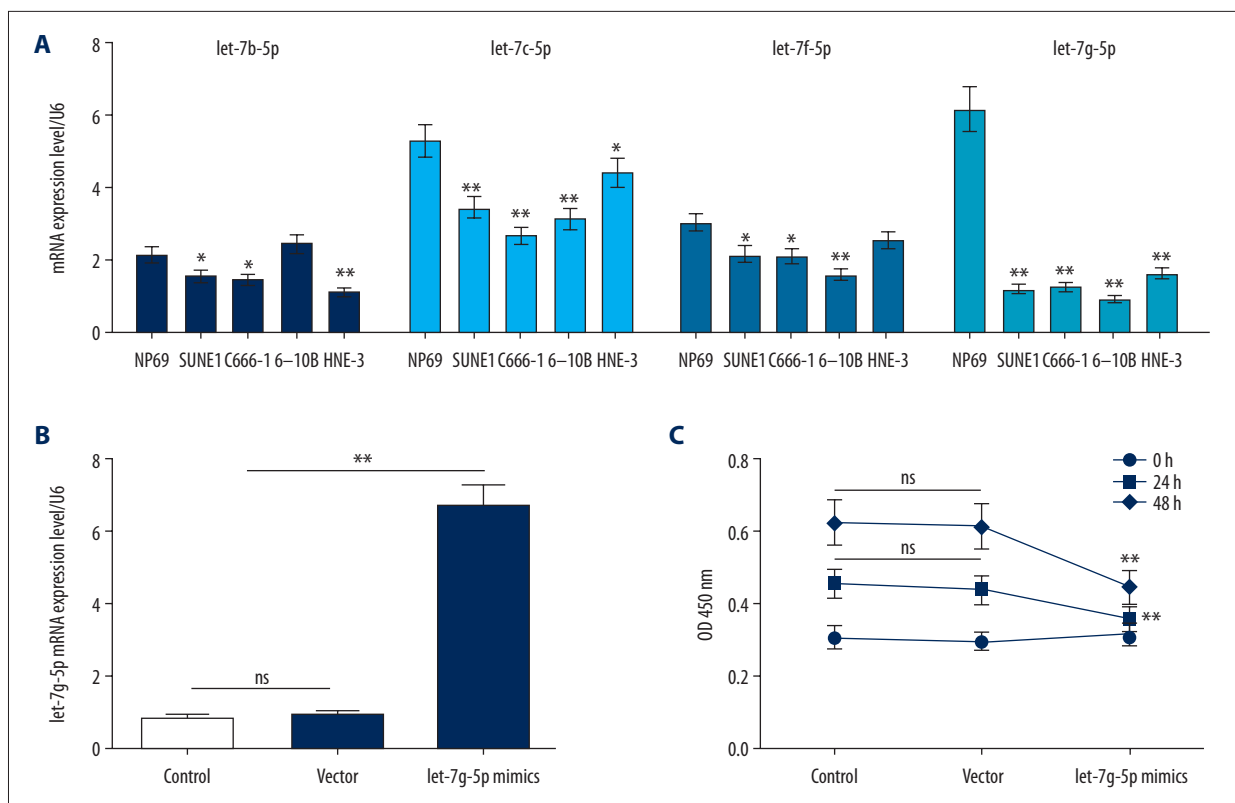 A
let-7b-5p let-7c-5p let-7f-5p let-7g-5p
mRNA expression level/U6
8
6
4
2
0
* * **
** ** ** *
* * **
** ** ** **
NP69 SUNE1 C666-1 6–10B HNE-3 NP69 SUNE1 C666-1 6–10B HNE-3 NP69 SUNE1 C666-1 6–10B HNE-3 NP69 SUNE1 C666-1 6–10B HNE-3
B
let-7g-5p mRNA expression level/U6
8
6
4
2
0
**
ns
Control Vector let-7g-5p mimics
C
OD 450 nm
0.8
0.6
0.4
0.2
0.0
0 h
24 h
48 h
ns
ns
**
**
Control Vector let-7g-5p mimics